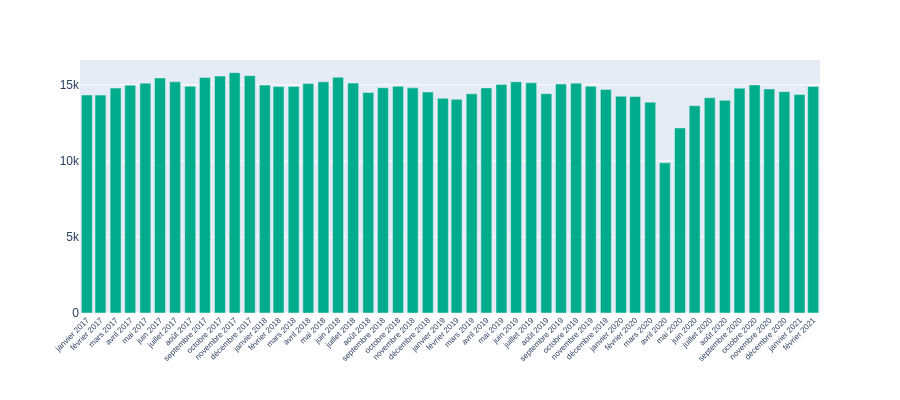 15k
10k
5k
0
janvier 2017
février 2017
mars 2017
avril 2017
mai 2017
juin 2017
juillet 2017
août 2017
septembre 2017
octobre 2017
novembre 2017
décembre 2017
janvier 2018
février 2018
mars 2018
avril 2018
mai 2018
juin 2018
juillet 2018
août 2018
septembre 2018
octobre 2018
novembre 2018
décembre 2018
janvier 2019
février 2019
mars 2019
avril 2019
mai 2019
juin 2019
juillet 2019
août 2019
septembre 2019
octobre 2019
novembre 2019
décembre 2019
janvier 2020
février 2020
mars 2020
avril 2020
mai 2020
juin 2020
juillet 2020
août 2020
septembre 2020
octobre 2020
novembre 2020
décembre 2020
janvier 2021
février 2021